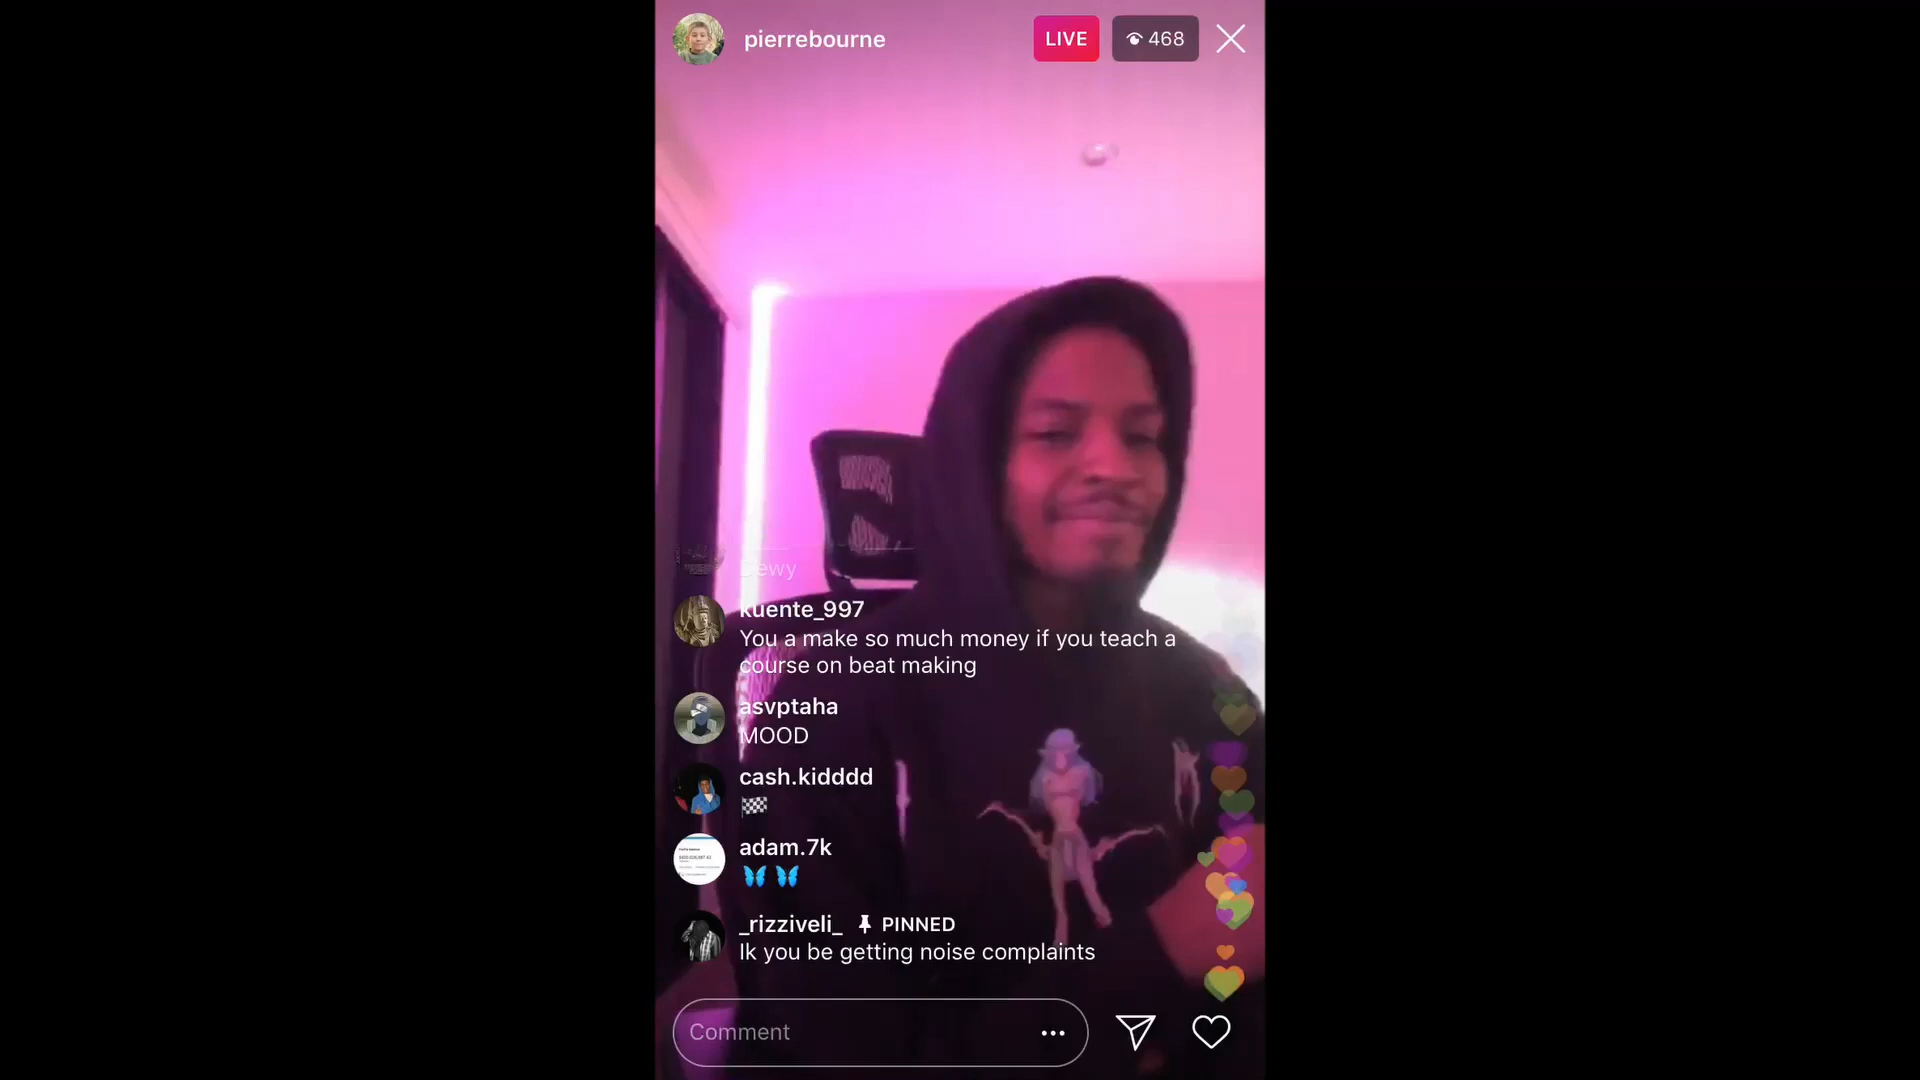 pierrebourne
LIVE
468
kuente_997
You a make so much money if you teach a
course on beat making
asvptaha
MOOD
cash.kidddd
🏁
adam.7k
🦋 🦋
_rizziveli_ PINNED
Ik you be getting noise complaints
Comment